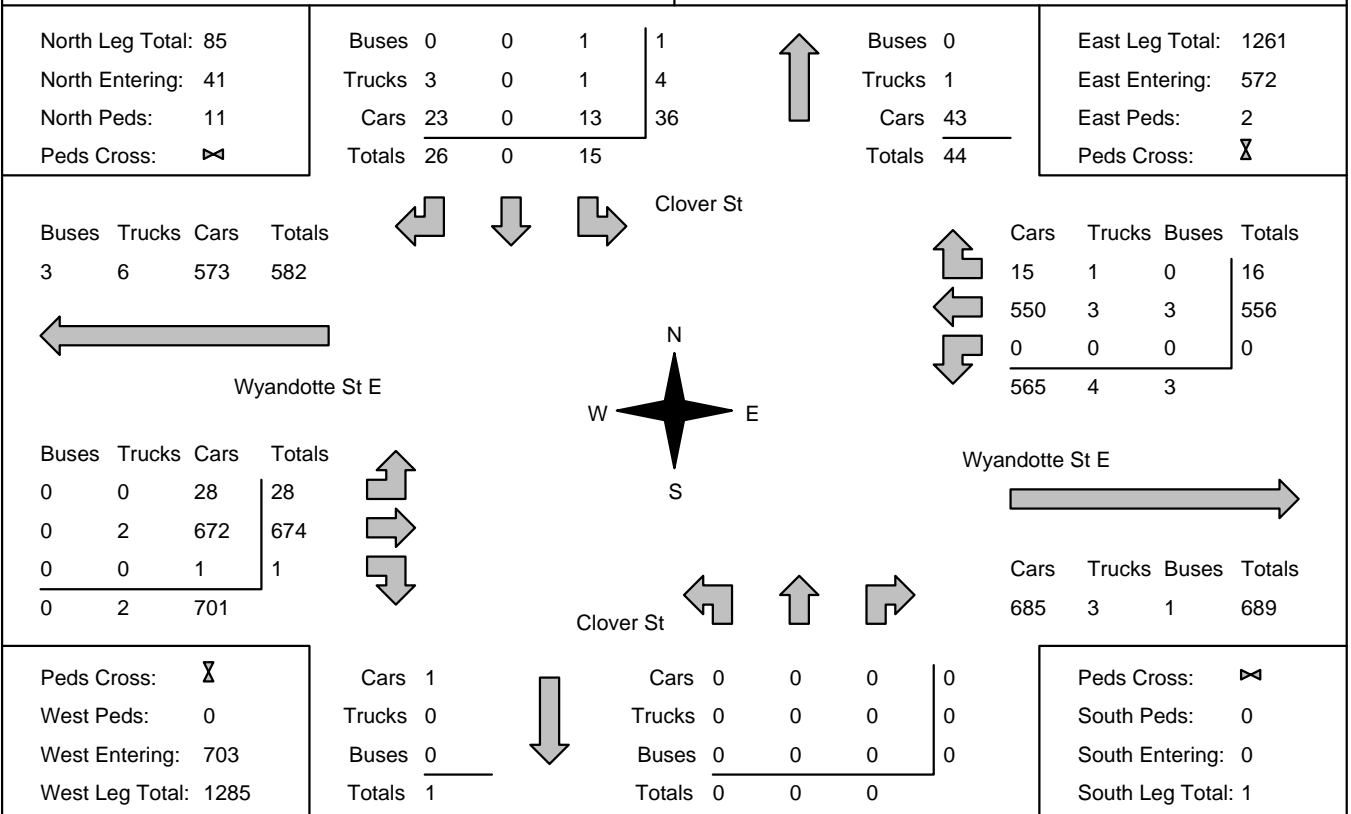 North Leg Total: 85
North Entering: 41
North Peds: 11
Peds Cross:
Buses 0 0 1 1
Trucks 3 0 1 4
Cars 23 0 13 36
Totals 26 0 15
Buses 0
Trucks 1
Cars 43
Totals 44
East Leg Total: 1261
East Entering: 572
East Peds: 2
Peds Cross:
Clover St
Buses Trucks Cars Totals
3 6 573 582
Cars Trucks Buses Totals
15 1 0 16
550 3 3 556
0 0 0 0
565 4 3
Wyandotte St E
N
W E
S
Buses Trucks Cars Totals
0 0 28 28
0 2 672 674
0 0 1 1
0 2 701
Wyandotte St E
Cars Trucks Buses Totals
685 3 1 689
Clover St
Peds Cross:
West Peds: 0
West Entering: 703
West Leg Total: 1285
Cars 1
Trucks 0
Buses 0
Totals 1
Cars 0 0 0 0
Trucks 0 0 0 0
Buses 0 0 0 0
Totals 0 0 0
Peds Cross:
South Peds: 0
South Entering: 0
South Leg Total: 1